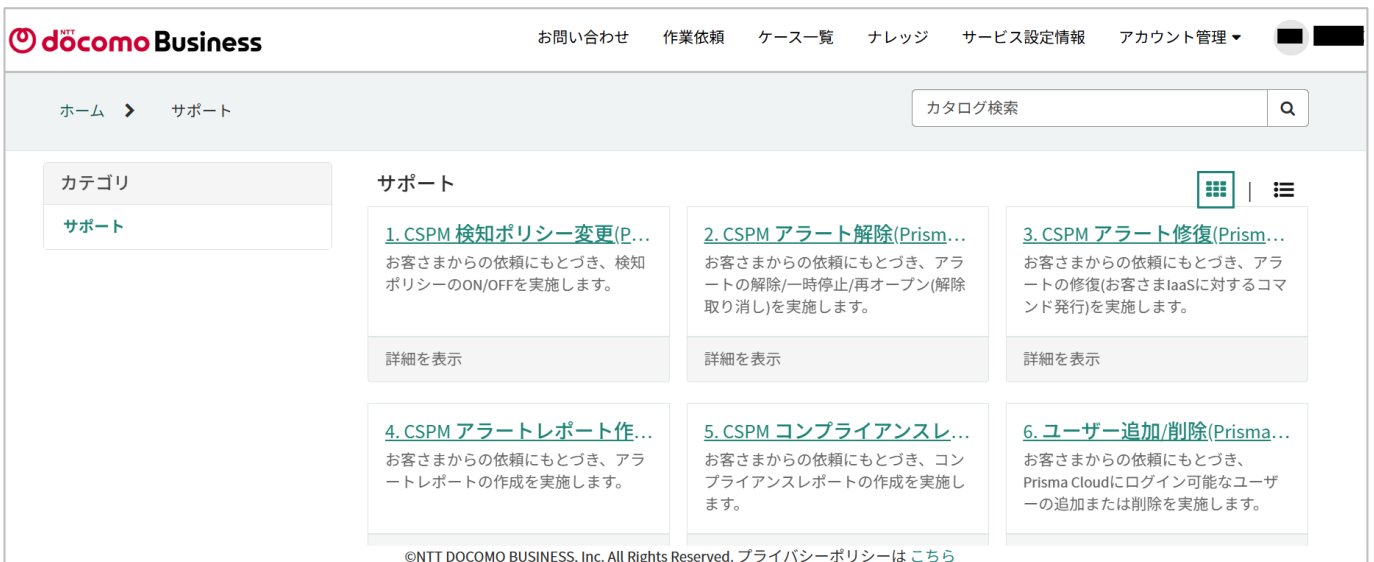 NTT
döcomo Business
お問い合わせ 作業依頼 ケース一覧 ナレッジ サービス設定情報 アカウント管理
ホーム サポート
カタログ検索
カテゴリ
サポート
サポート
1. CSPM 検知ポリシー変更(P...
お客さまからの依頼にもとづき、検知
ポリシーのON/OFFを実施します。
詳細を表示
2. CSPM アラート解除(Prism...
お客さまからの依頼にもとづき、アラ
ートの解除/一時停止/再オープン(解除
取り消し)を実施します。
詳細を表示
3. CSPM アラート修復(Prism...
お客さまからの依頼にもとづき、アラ
ートの修復(お客さまIaaSに対するコマ
ンド発行)を実施します。
詳細を表示
4. CSPM アラートレポート作...
お客さまからの依頼にもとづき、アラ
ートレポートの作成を実施します。
5. CSPM コンプライアンスレ...
お客さまからの依頼にもとづき、コン
プライアンスレポートの作成を実施し
ます。
6. ユーザー追加/削除(Prisma...
お客さまからの依頼にもとづき、
Prisma Cloudにログイン可能なユーザ
ーの追加または削除を実施します。
©NTT DOCOMO BUSINESS, Inc. All Rights Reserved. プライバシーポリシーは こちら